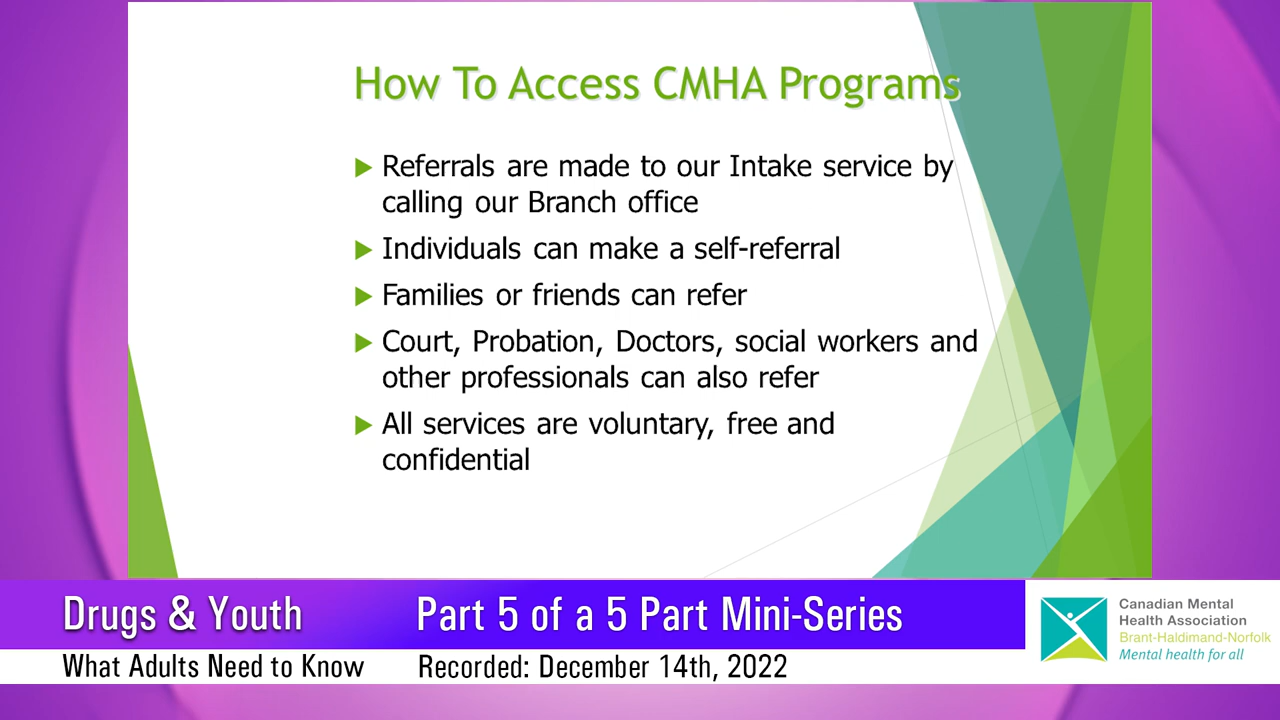 How To Access CMHA Programs
Referrals are made to our Intake service by
calling our Branch office
Individuals can make a self-referral
Families or friends can refer
Court, Probation, Doctors, social workers and
other professionals can also refer
All services are voluntary, free and
confidential
Drugs & Youth
Part 5 of a 5 Part Mini-Series
What Adults Need to Know
Recorded: December 14th, 2022
Canadian Mental
Health Association
Brant-Haldimand-Norfolk
Mental health for all